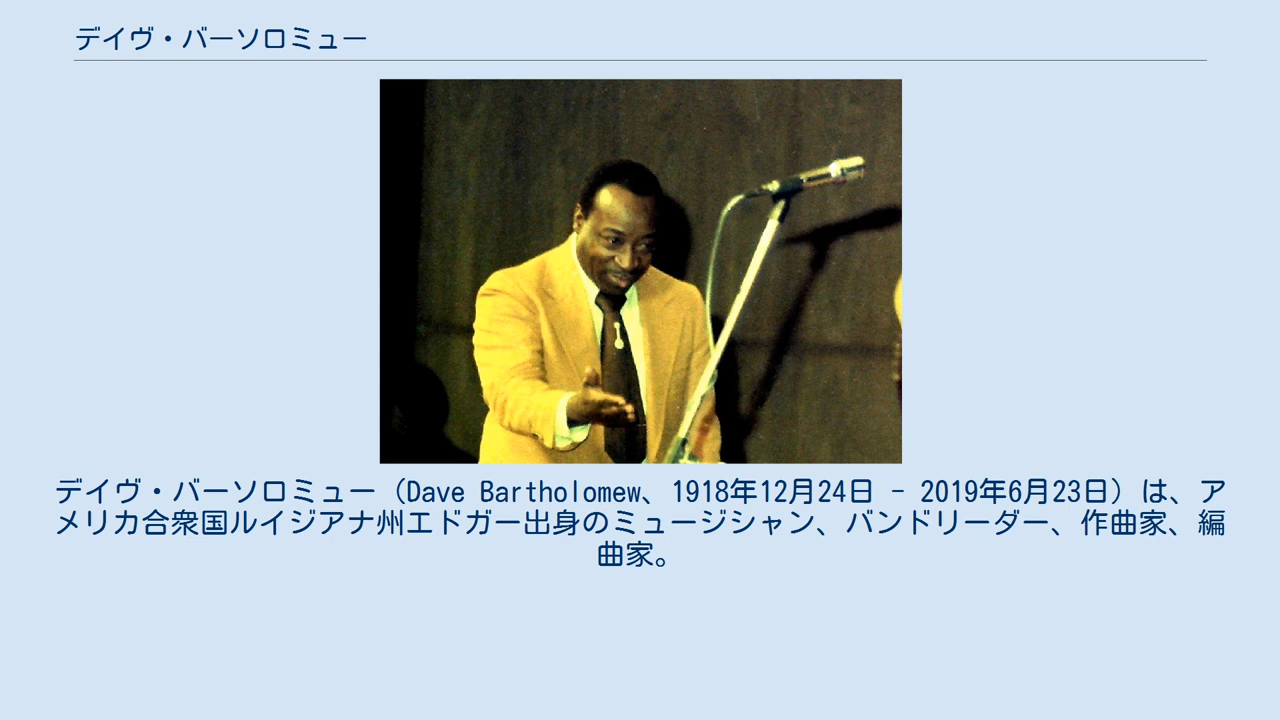 デイヴ・バーソロミュー
デイヴ・バーソロミュー（Dave Bartholomew、1918年12月24日 - 2019年6月23日）は、ア
メリカ合衆国ルイジアナ州エドガー出身のミュージシャン、バンドリーダー、作曲家、編
曲家。